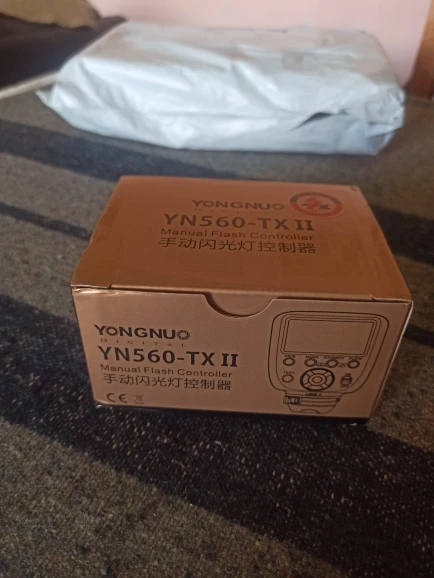 YONGNUO
YN560-TX II
Manual Flash Controller
手动闪光灯控制器
YONGNUO
DIGITAL
YN560-TX II
Manual Flash Controller
手动闪光灯控制器
CE